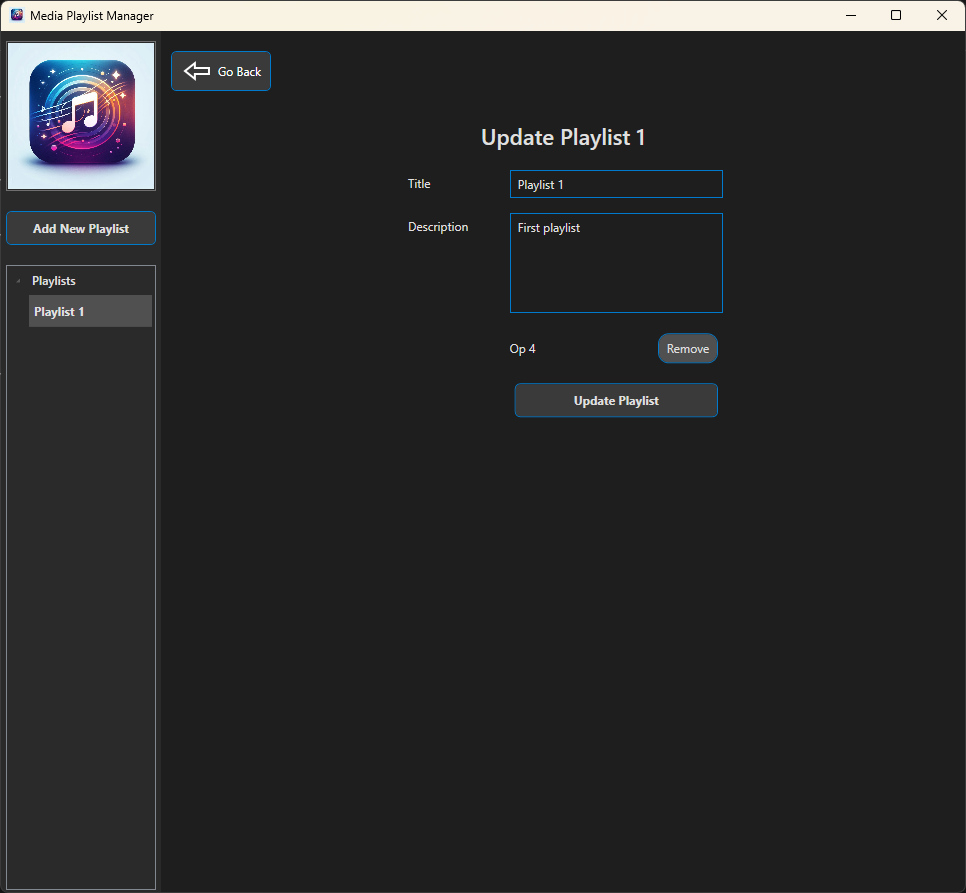 Media Playlist Manager
Go Back
Add New Playlist
Playlists
Playlist 1
Update Playlist 1
Title
Playlist 1
Description
First playlist
Op 4
Remove
Update Playlist